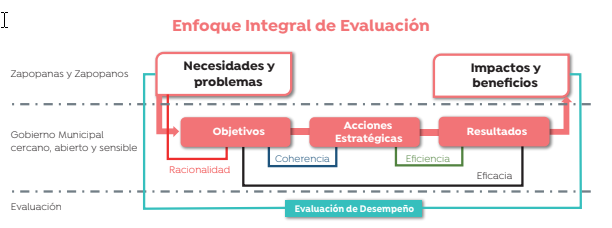 Enfoque Integral de Evaluación
Zapopanas y Zapopanos
Necesidades y
problemas
Impactos y
beneficios
Gobierno Municipal
cercano, abierto y sensible
Objetivos
Acciones
Estratégicas
Resultados
Racionalidad
Coherencia
Eficiencia
Eficacia
Evaluación
Evaluación de Desempeño